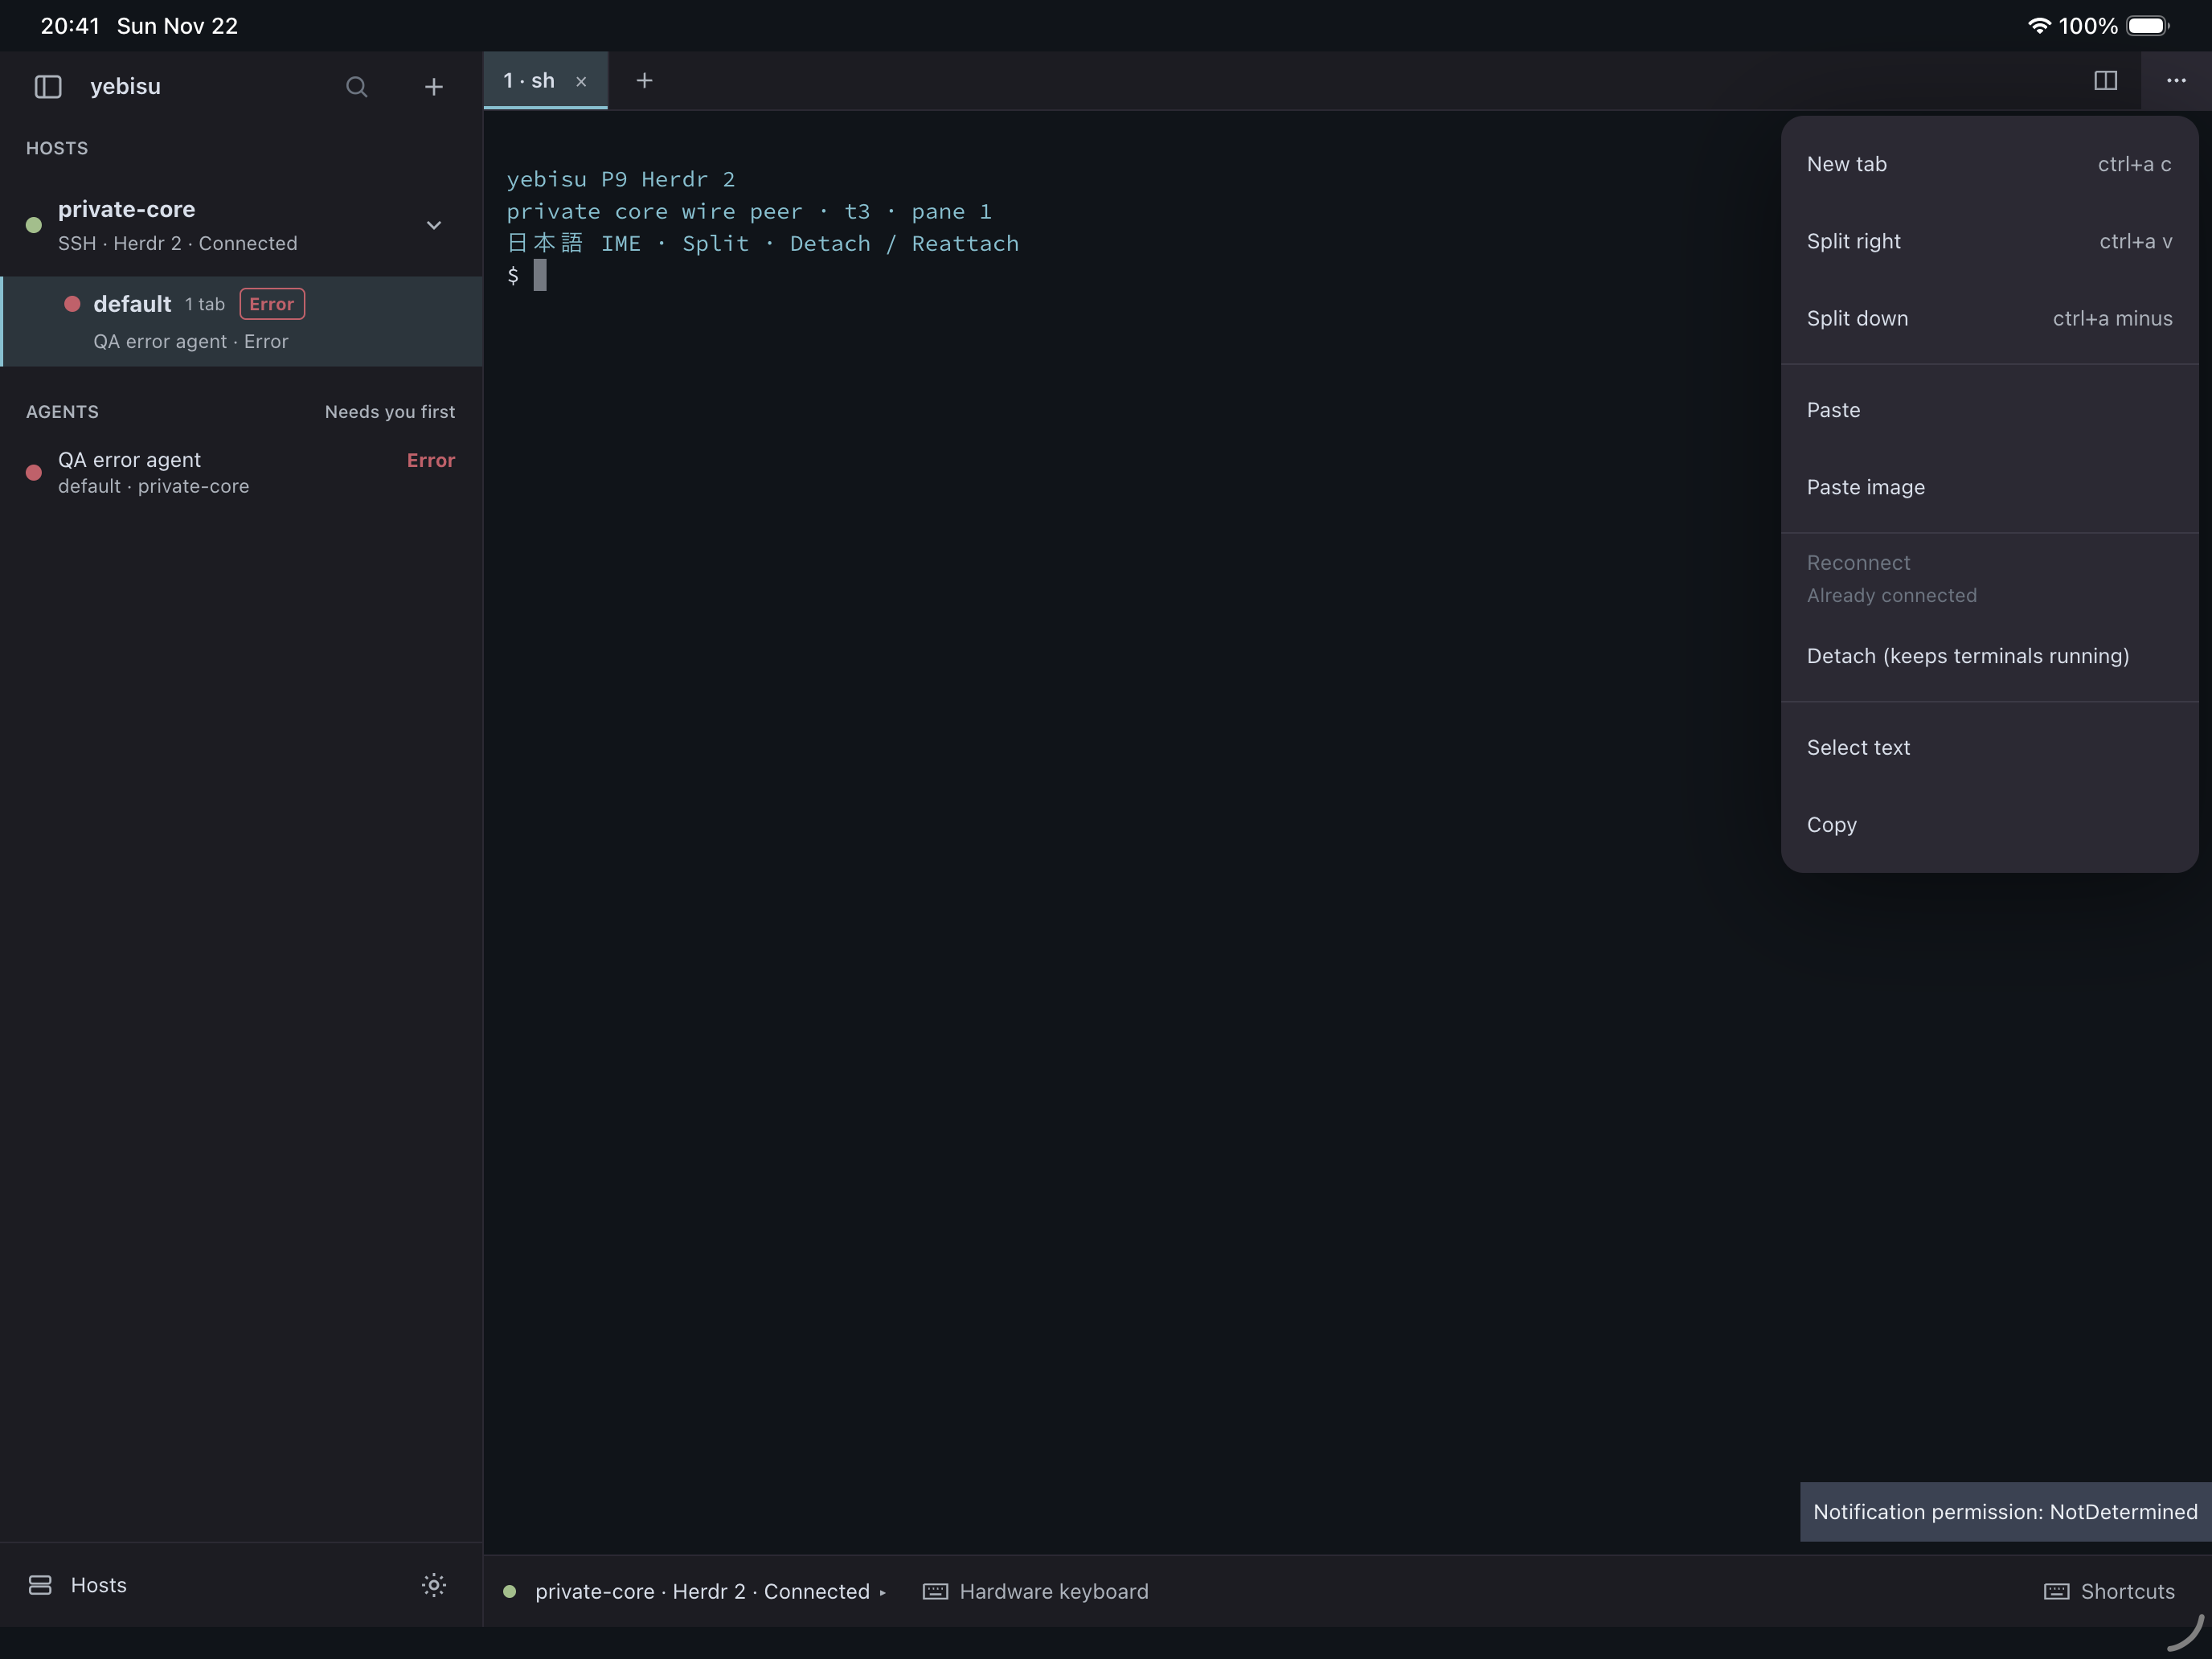 20:41 Sun Nov 22
100%
yebisu
HOSTS
private-core
SSH · Herdr 2 · Connected
default 1 tab Error
QA error agent · Error
AGENTS Needs you first
QA error agent Error
default · private-core
Hosts
1 · sh × +
yebisu P9 Herdr 2
private core wire peer · t3 · pane 1
日本語 IME · Split · Detach / Reattach
$
New tab ctrl+a c
Split right ctrl+a v
Split down ctrl+a minus
Paste
Paste image
Reconnect
Already connected
Detach (keeps terminals running)
Select text
Copy
Notification permission: NotDetermined
private-core · Herdr 2 · Connected ▸ Hardware keyboard
Shortcuts